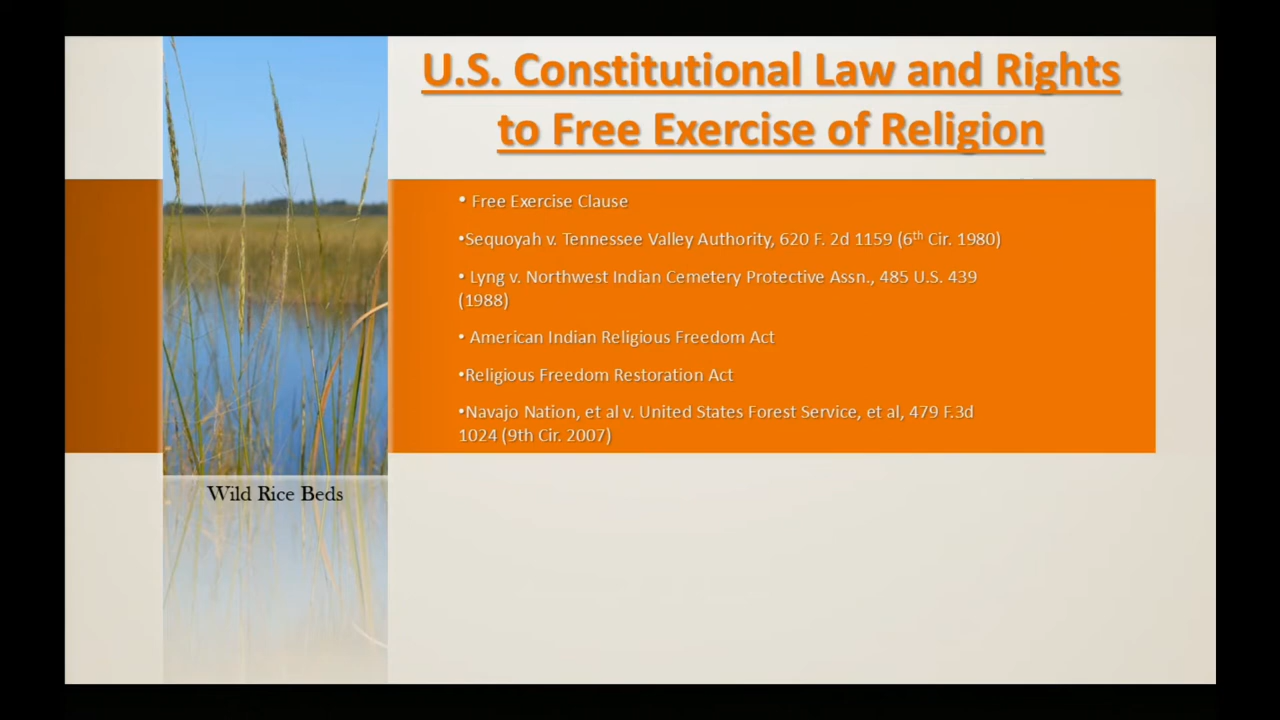 U.S. Constitutional Law and Rights
to Free Exercise of Religion
• Free Exercise Clause
•Sequoyah v. Tennessee Valley Authority, 620 F. 2d 1159 (6th Cir. 1980)
• Lyng v. Northwest Indian Cemetery Protective Assn., 485 U.S. 439
(1988)
• American Indian Religious Freedom Act
•Religious Freedom Restoration Act
•Navajo Nation, et al v. United States Forest Service, et al, 479 F.3d
1024 (9th Cir. 2007)
Wild Rice Beds